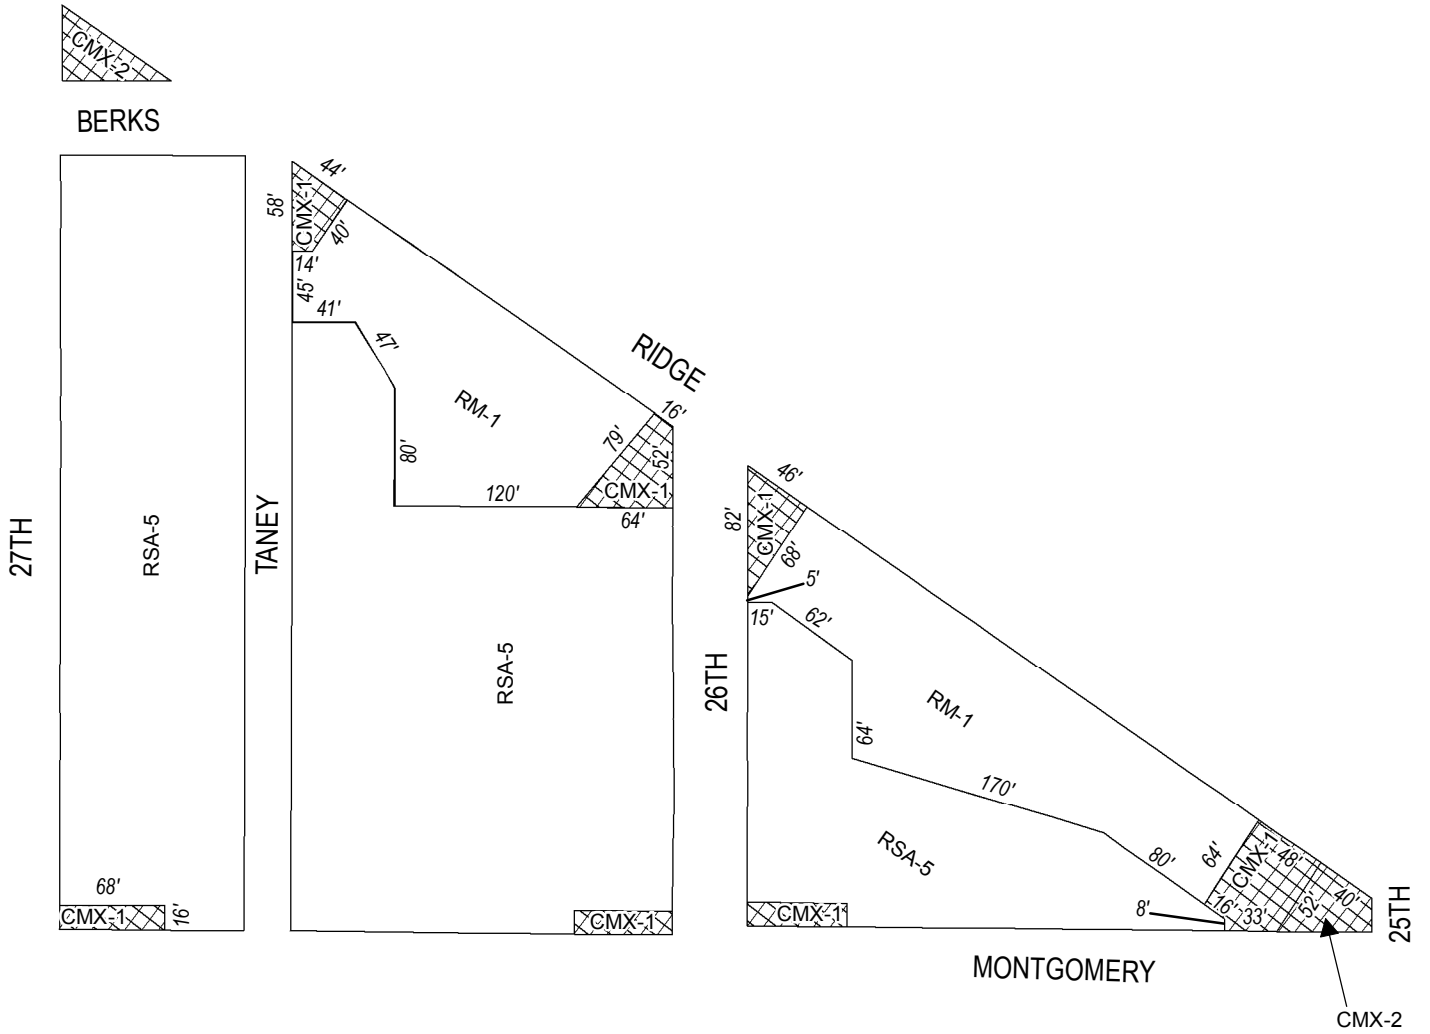 CMX-2
BERKS
44'
58'
CMX-1
40'
14'
45'
41'
47'
RIDGE
RM-1
16'
79'
52'
80'
120'
CMX-1
64'
46'
82'
CMX-1
68'
5'
15'
62'
27TH
RSA-5
TANEY
RSA-5
26TH
RM-1
64'
170'
RSA-5
80'
64'
CMX-1
48'
40'
16'
33'
52'
8'
68'
CMX-1
16'
CMX-1
CMX-1
25TH
MONTGOMERY
CMX-2